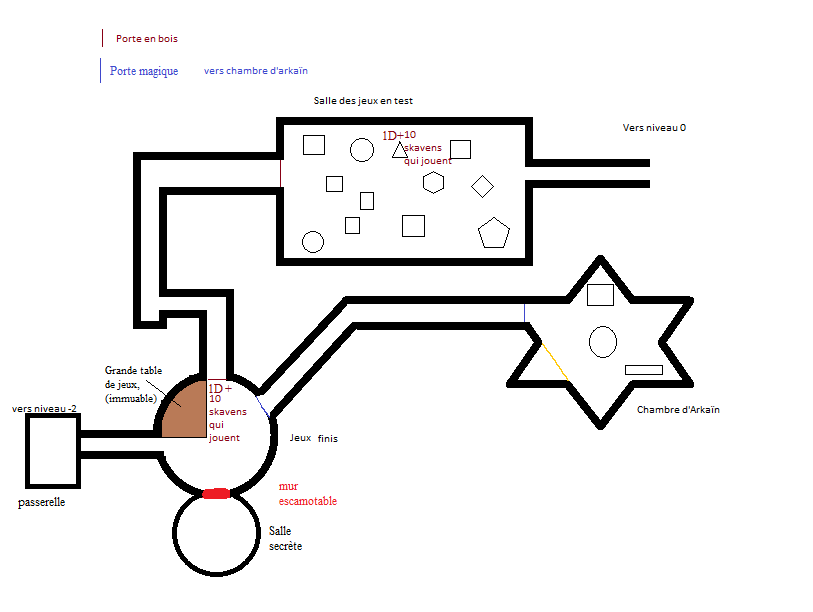 Porte en bois
Porte magique
vers chambre d'arkaïn
Salle des jeux en test
Vers niveau 0
1D+10
skavens
qui jouent
Grande table
de jeux,
(immuable)
1D+
10
skavens
qui
jouent
vers niveau -2
Chambre d'Arkaïn
Jeux finis
mur
escamotable
passerelle
Salle
secrète